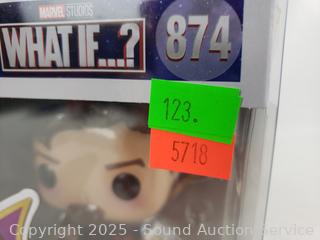 MARVEL STUDIOS
WHAT IF...?
874
123.
5718
Copyright 2025 - Sound Auction Service